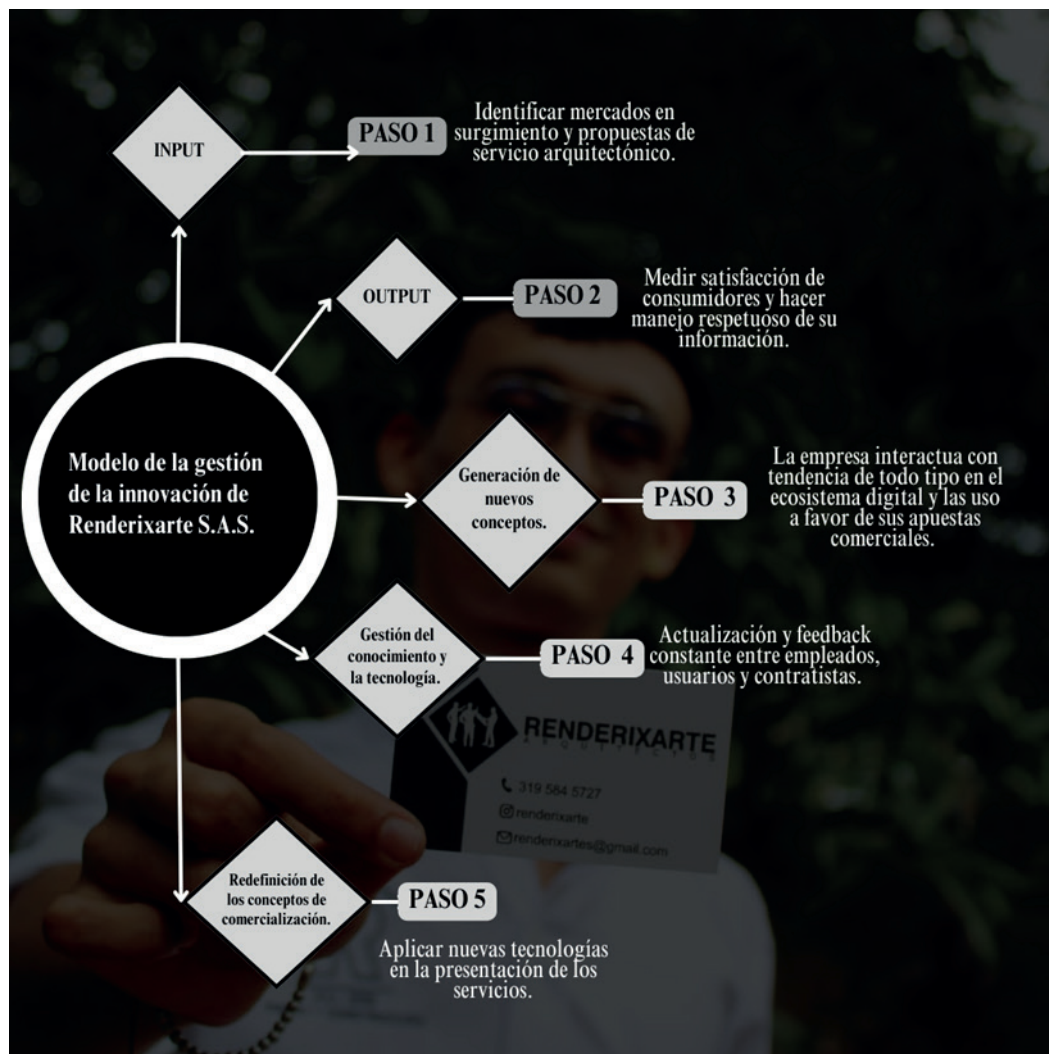 INPUT
PASO 1
Identificar mercados en
surgimiento y propuestas de
servicio arquitectónico.
OUTPUT
PASO 2
Medir satisfacción de
consumidores y hacer
manejo respetuoso de su
información.
Modelo de la gestión
de la innovación de
Renderixarte S.A.S.
Generación de
nuevos
conceptos.
PASO 3
La empresa interactua con
tendencia de todo tipo en el
ecosistema digital y las uso
a favor de sus apuestas
comerciales.
Gestión del
conocimiento y
la tecnología.
PASO 4
Actualización y feedback
constante entre empleados,
usuarios y contratistas.
RENDERIXARTE
ARQUITECTOS
319 584 5727
renderixarte
renderixartes@gmail.com
Redefinición de
los conceptos de
comercialización.
PASO 5
Aplicar nuevas tecnologías
en la presentación de los
servicios.